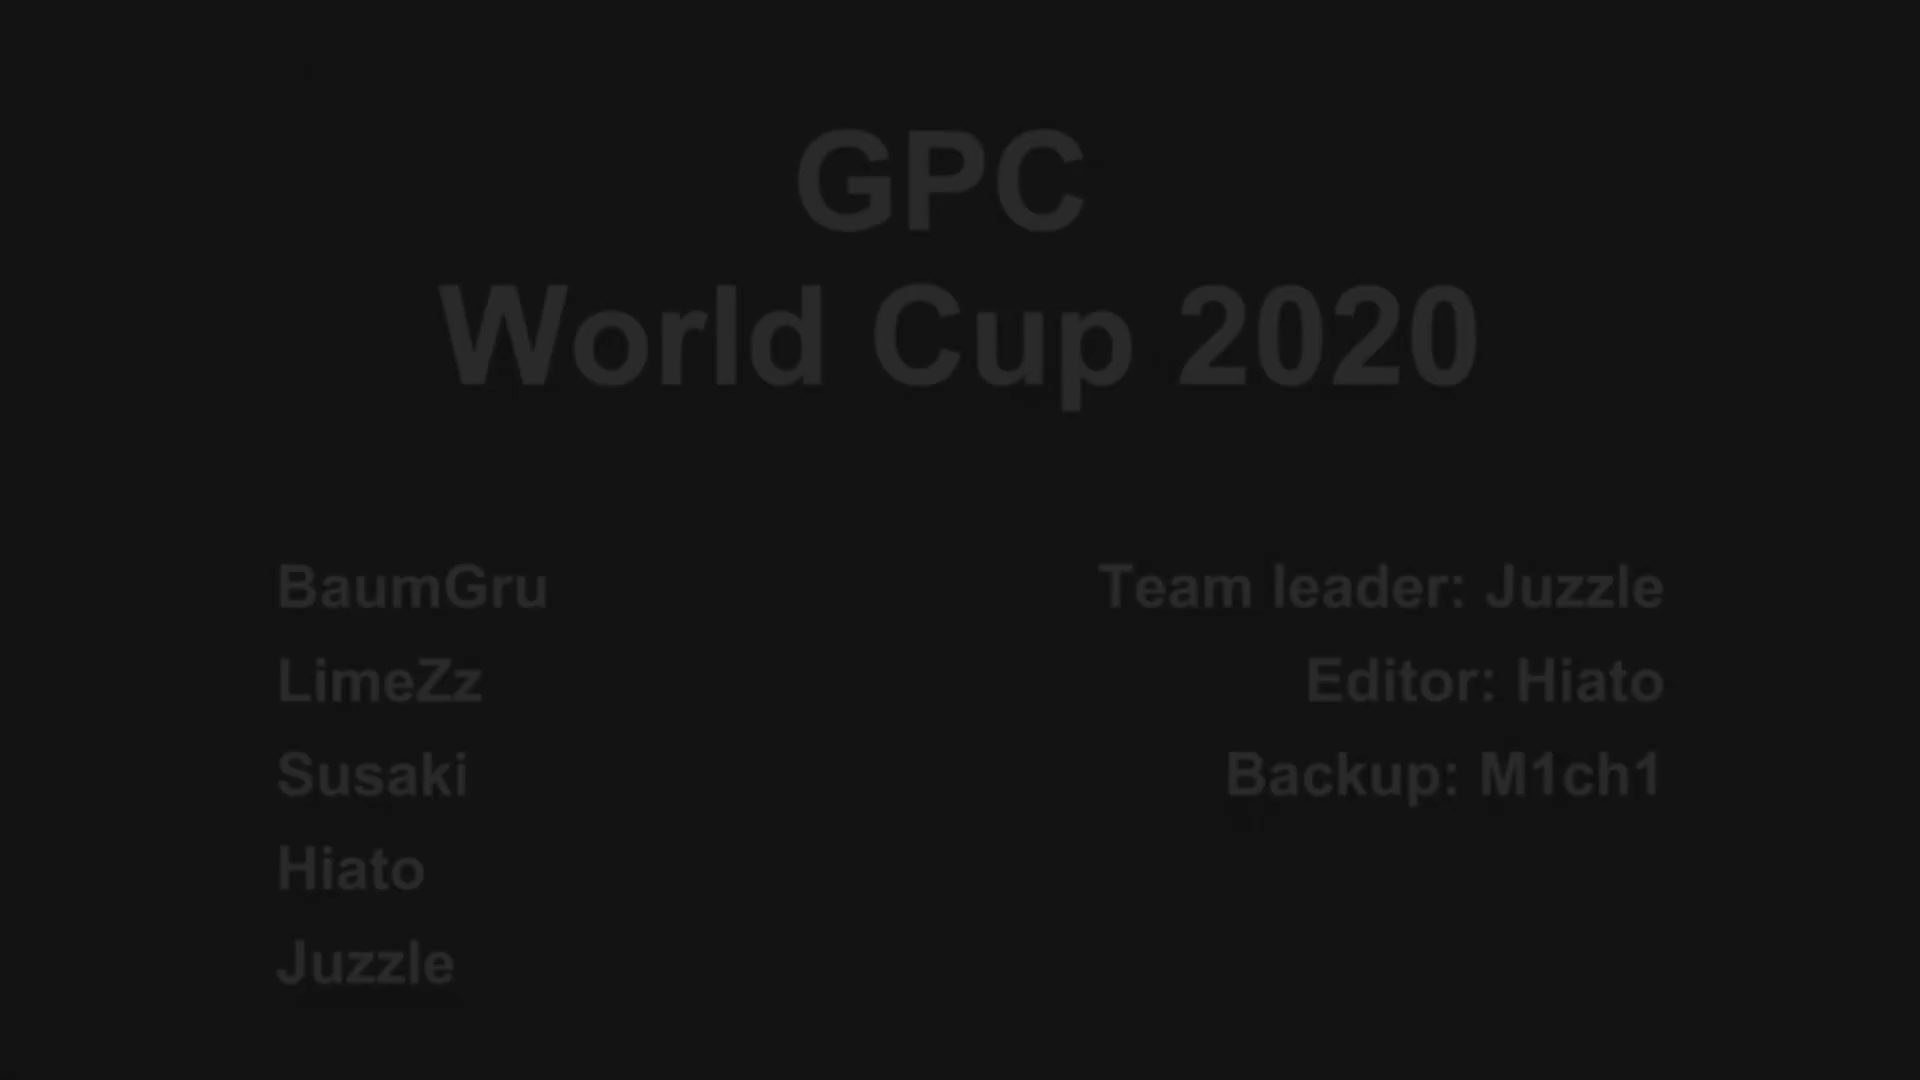 GPC
World Cup 2020
BaumGru
LimeZz
Susaki
Hiato
Juzzle
Team leader: Juzzle
Editor: Hiato
Backup: M1ch1